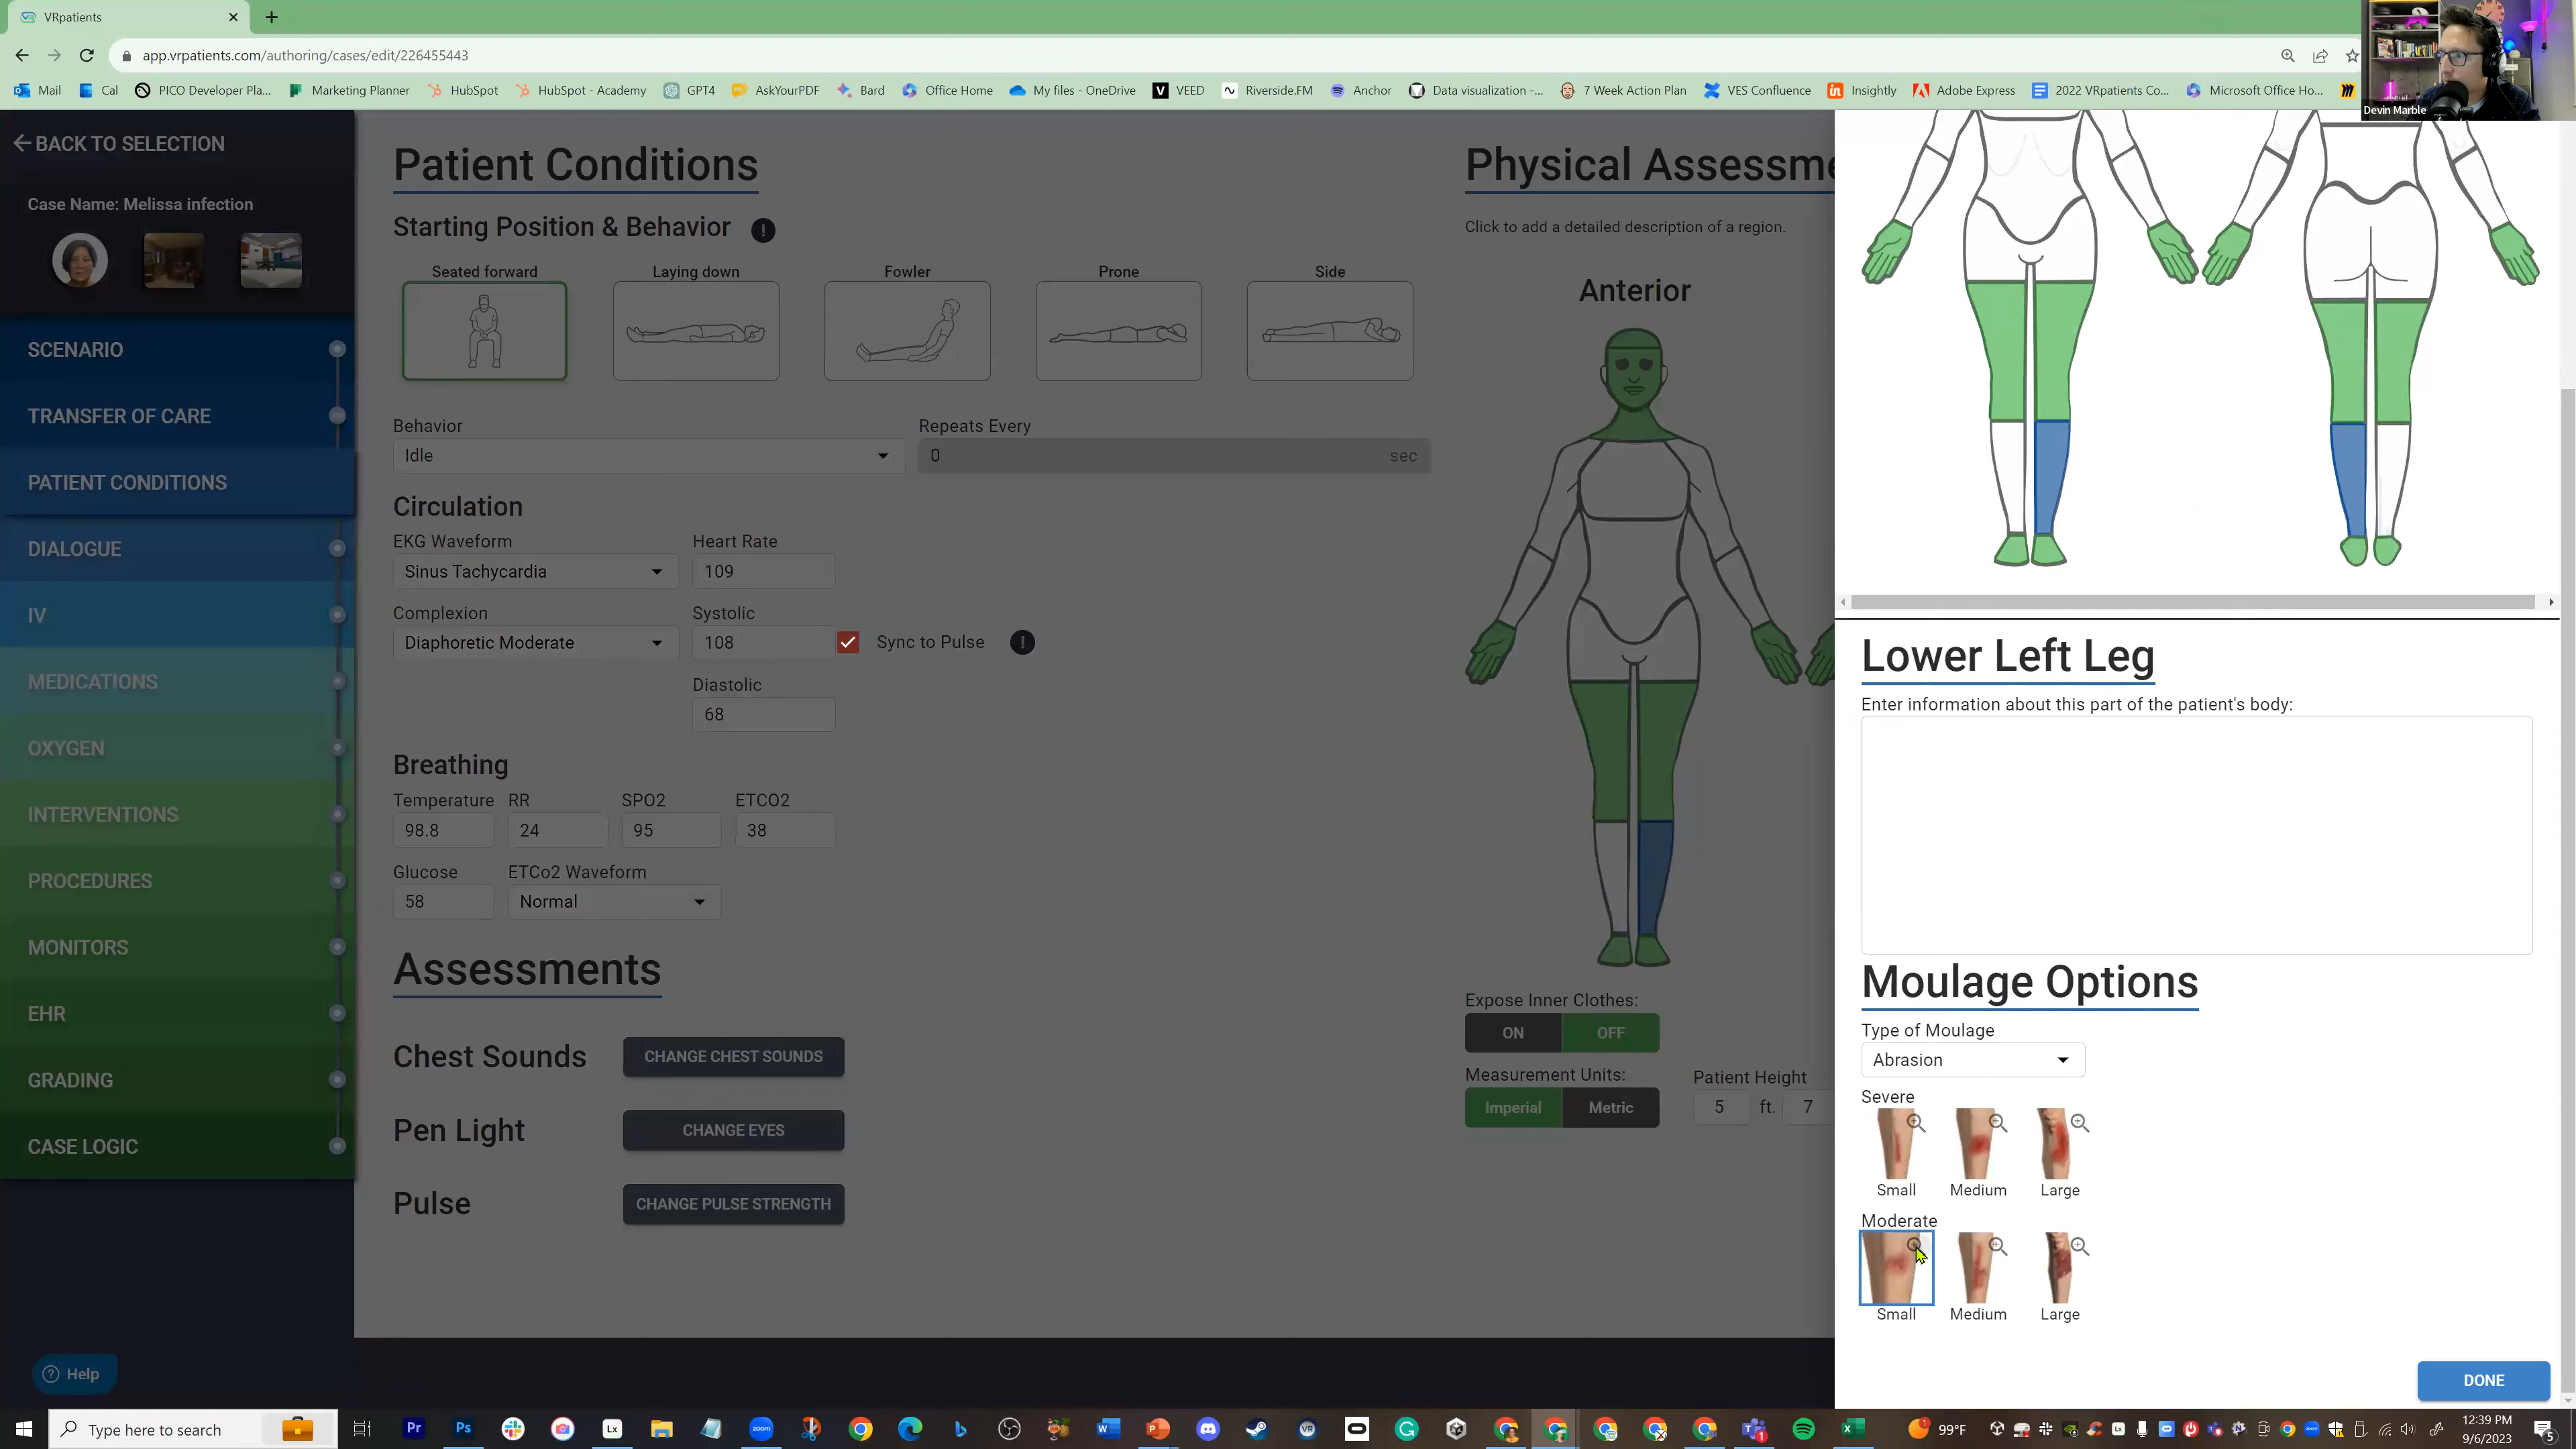 VRpatients
app.vrpatients.com/authoring/cases/edit/226455443
Mail
Cal
PICO Developer Pla...
Marketing Planner
HubSpot
HubSpot - Academy
GPT4
AskYourPDF
Bard
Office Home
My files - OneDrive
VEED
Riverside.FM
Anchor
Data visualization -...
7 Week Action Plan
VES Confluence
Insightly
Adobe Express
2022 VRpatients Co...
Microsoft Office Ho...
Devin Marble
BACK TO SELECTION
Case Name: Melissa infection
SCENARIO
TRANSFER OF CARE
PATIENT CONDITIONS
DIALOGUE
IV
MEDICATIONS
OXYGEN
INTERVENTIONS
PROCEDURES
MONITORS
EHR
GRADING
CASE LOGIC
Help
Patient Conditions
Starting Position & Behavior
Seated forward
Laying down
Fowler
Prone
Side
Behavior
Idle
Repeats Every
0
sec
Circulation
EKG Waveform
Sinus Tachycardia
Heart Rate
109
Complexion
Diaphoretic Moderate
Systolic
108
Sync to Pulse
Diastolic
68
Breathing
Temperature
98.8
RR
24
SPO2
95
ETCO2
38
Glucose
58
ETCo2 Waveform
Normal
Assessments
Chest Sounds
CHANGE CHEST SOUNDS
Pen Light
CHANGE EYES
Pulse
CHANGE PULSE STRENGTH
Physical Assessme
Click to add a detailed description of a region.
Anterior
Expose Inner Clothes:
ON
OFF
Measurement Units:
Imperial
Metric
Patient Height
5
ft.
7
Lower Left Leg
Enter information about this part of the patient's body:
Moulage Options
Type of Moulage
Abrasion
Severe
Small
Medium
Large
Moderate
Small
Medium
Large
DONE
Type here to search
99°F
12:39 PM
9/6/2023
5